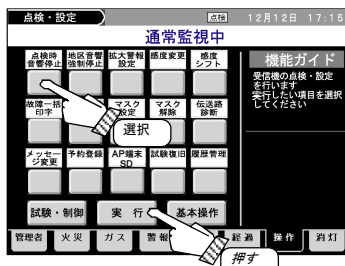 点検・設定 点検 12月12日 17:15
通常監視中
点検時音響停止 地区音響強制停止 拡大警報設定 感度変更 感度シフト
故障一括印字 マスク設定 マスク解除 伝送路診断
選択
メッセージ変更 予約登録 AP端末SD 試験復旧 履歴管理
試験・制御 実行 基本操作
機能ガイド
受信機の点検・設定
を行います
実行したい項目を選択
してください
管理者 火災 ガス 警報 経過 操作 消灯
押す